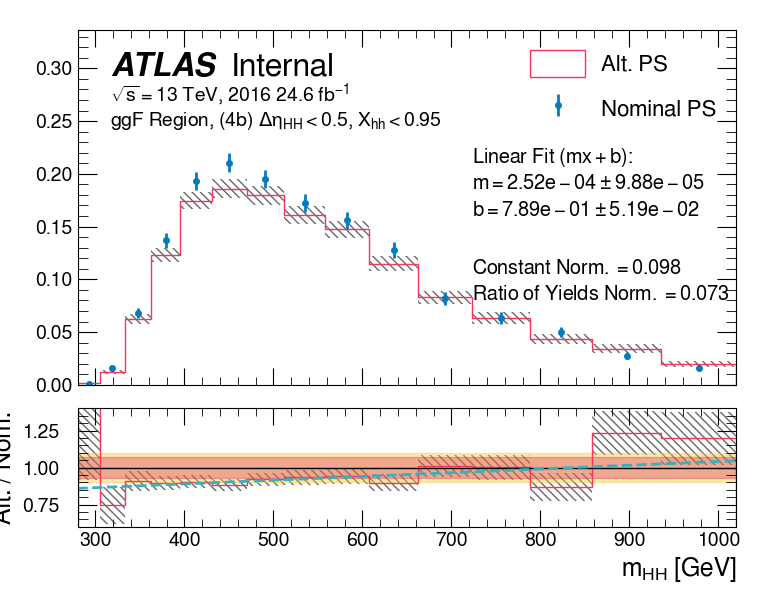 ATLAS Internal
√s = 13 TeV, 2016 24.6 fb⁻¹
ggF Region, (4b) Δη_HH < 0.5, X_hh < 0.95
Alt. PS
Nominal PS
Linear Fit (mx + b):
m = 2.52e − 04 ± 9.88e − 05
b = 7.89e − 01 ± 5.19e − 02
Constant Norm. = 0.098
Ratio of Yields Norm. = 0.073
0.30
0.25
0.20
0.15
0.10
0.05
0.00
Alt. / Nom.
1.25
1.00
0.75
300 400 500 600 700 800 900 1000
m_HH [GeV]